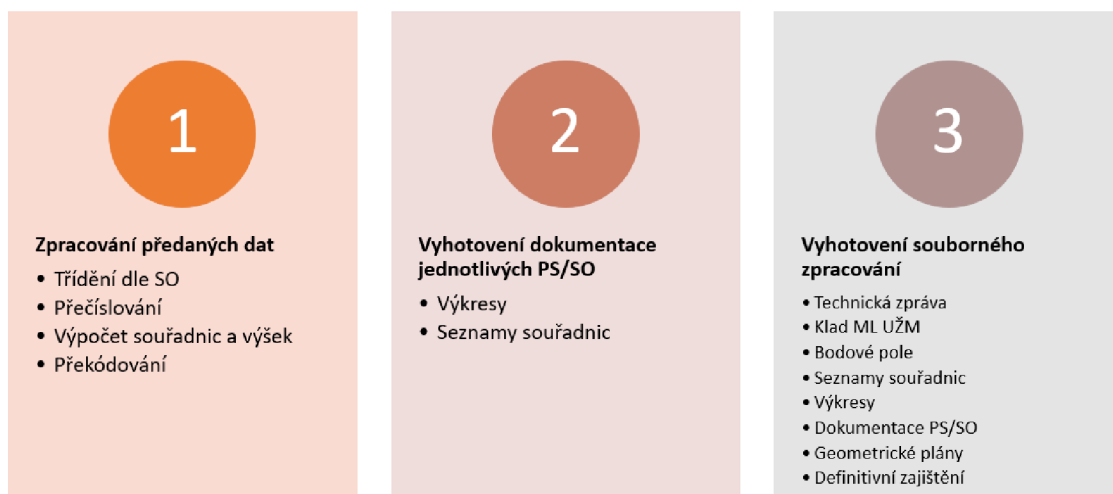 1
Zpracování předaných dat
• Třídění dle SO
• Přečíslování
• Výpočet souřadnic a výšek
• Překódování
2
Vyhotovení dokumentace
jednotlivých PS/SO
• Výkresy
• Seznamy souřadnic
3
Vyhotovení souborného
zpracování
• Technická zpráva
• Klad ML UŽM
• Bodové pole
• Seznamy souřadnic
• Výkresy
• Dokumentace PS/SO
• Geometrické plány
• Definitivní zajištění